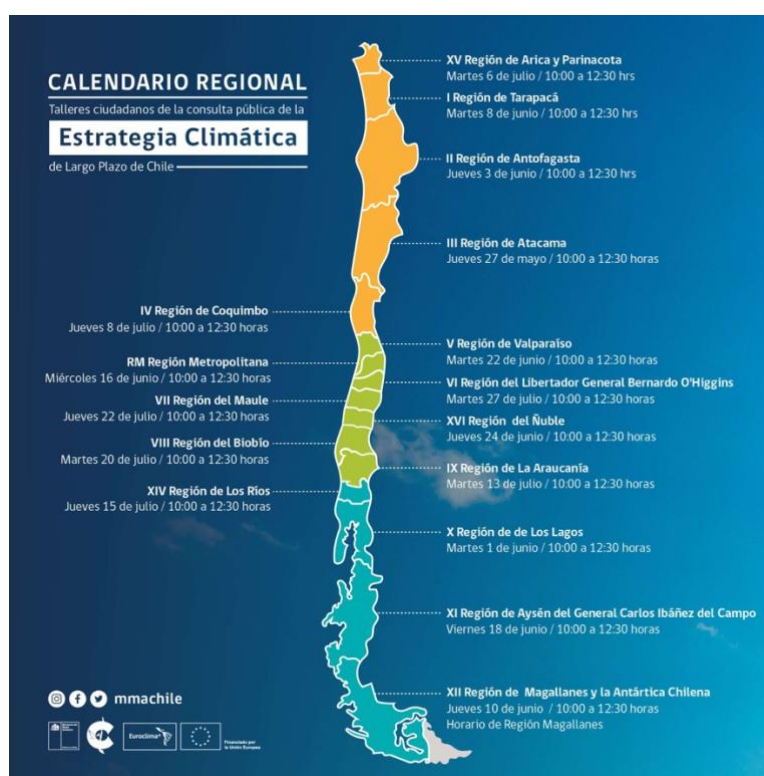 CALENDARIO REGIONAL
Talleres ciudadanos de la consulta pública de la
Estrategia Climática
de Largo Plazo de Chile
XV Región de Arica y Parinacota
Martes 6 de julio / 10:00 a 12:30 hrs
I Región de Tarapacá
Martes 8 de junio / 10:00 a 12:30 hrs
II Región de Antofagasta
Jueves 3 de junio / 10:00 a 12:30 hrs
III Región de Atacama
Jueves 27 de mayo / 10:00 a 12:30 horas
IV Región de Coquimbo
Jueves 8 de julio / 10:00 a 12:30 horas
RM Región Metropolitana
Miércoles 16 de junio / 10:00 a 12:30 horas
VII Región del Maule
Jueves 22 de julio / 10:00 a 12:30 horas
VIII Región del Biobío
Martes 20 de julio / 10:00 a 12:30 horas
XIV Región de Los Ríos
Jueves 15 de julio / 10:00 a 12:30 horas
V Región de Valparaíso
Martes 22 de junio / 10:00 a 12:30 horas
VI Región del Libertador General Bernardo O'Higgins
Martes 27 de julio / 10:00 a 12:30 horas
XVI Región del Ñuble
Jueves 24 de junio / 10:00 a 12:30 horas
IX Región de La Araucanía
Martes 13 de julio / 10:00 a 12:30 horas
X Región de de Los Lagos
Martes 1 de junio / 10:00 a 12:30 horas
XI Región de Aysén del General Carlos Ibáñez del Campo
Viernes 18 de junio / 10:00 a 12:30 horas
XII Región de Magallanes y la Antártica Chilena
Jueves 10 de junio / 10:00 a 12:30 horas
Horario de Región Magallanes
mmachile
Euroclima+
Financiado por
la Unión Europea